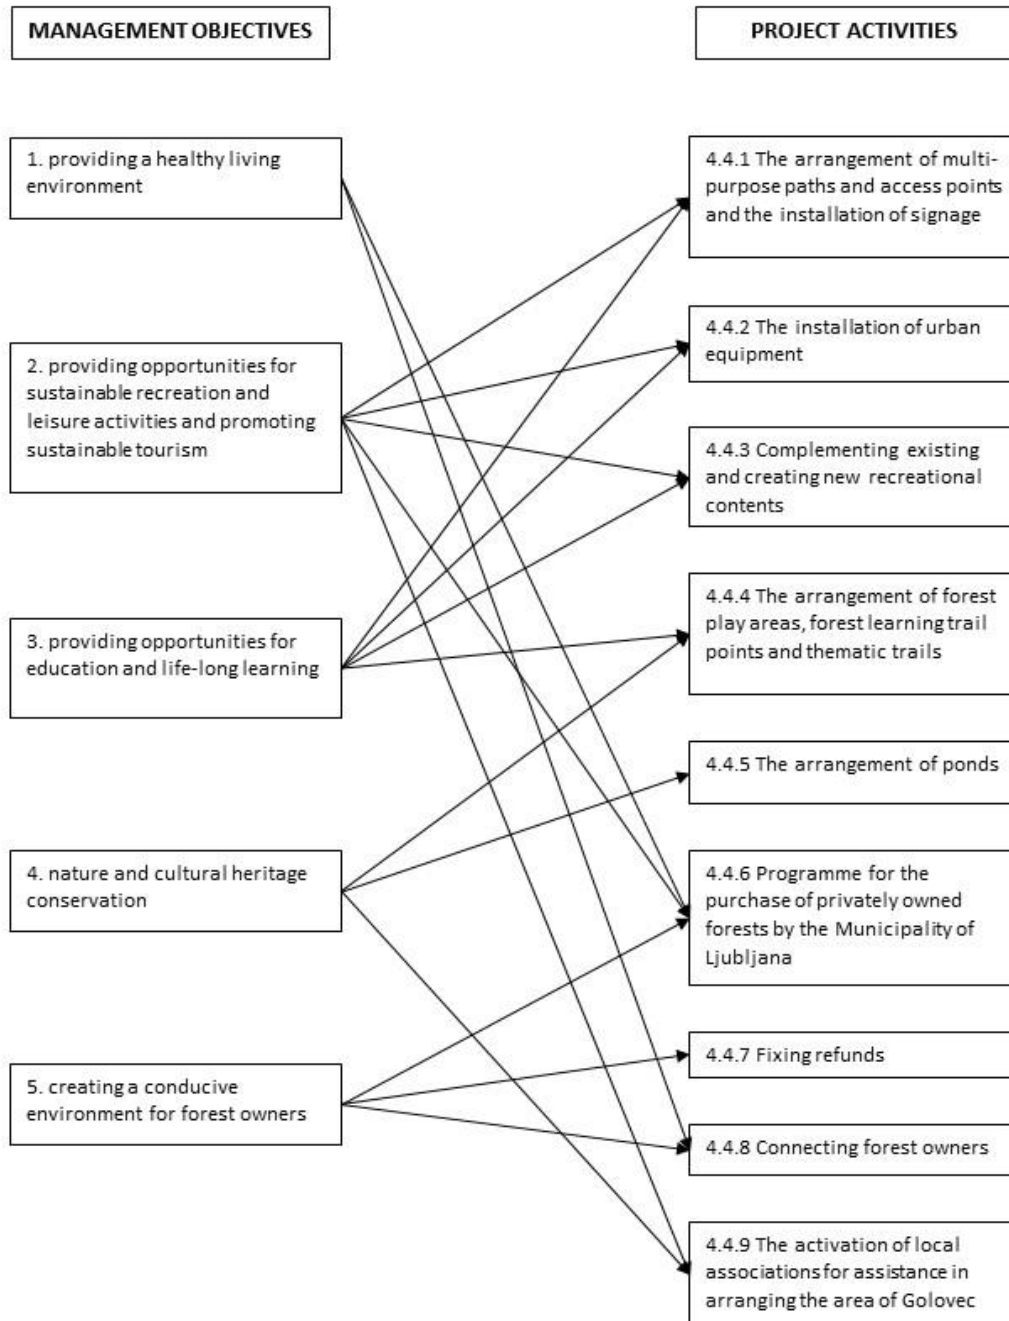 MANAGEMENT OBJECTIVES
1. providing a healthy living
environment
2. providing opportunities for
sustainable recreation and
leisure activities and promoting
sustainable tourism
3. providing opportunities for
education and life-long learning
4. nature and cultural heritage
conservation
5. creating a conducive
environment for forest owners
PROJECT ACTIVITIES
4.4.1 The arrangement of multi-
purpose paths and access points
and the installation of signage
4.4.2 The installation of urban
equipment
4.4.3 Complementing existing
and creating new recreational
contents
4.4.4 The arrangement of forest
play areas, forest learning trail
points and thematic trails
4.4.5 The arrangement of ponds
4.4.6 Programme for the
purchase of privately owned
forests by the Municipality of
Ljubljana
4.4.7 Fixing refunds
4.4.8 Connecting forest owners
4.4.9 The activation of local
associations for assistance in
arranging the area of Golovec